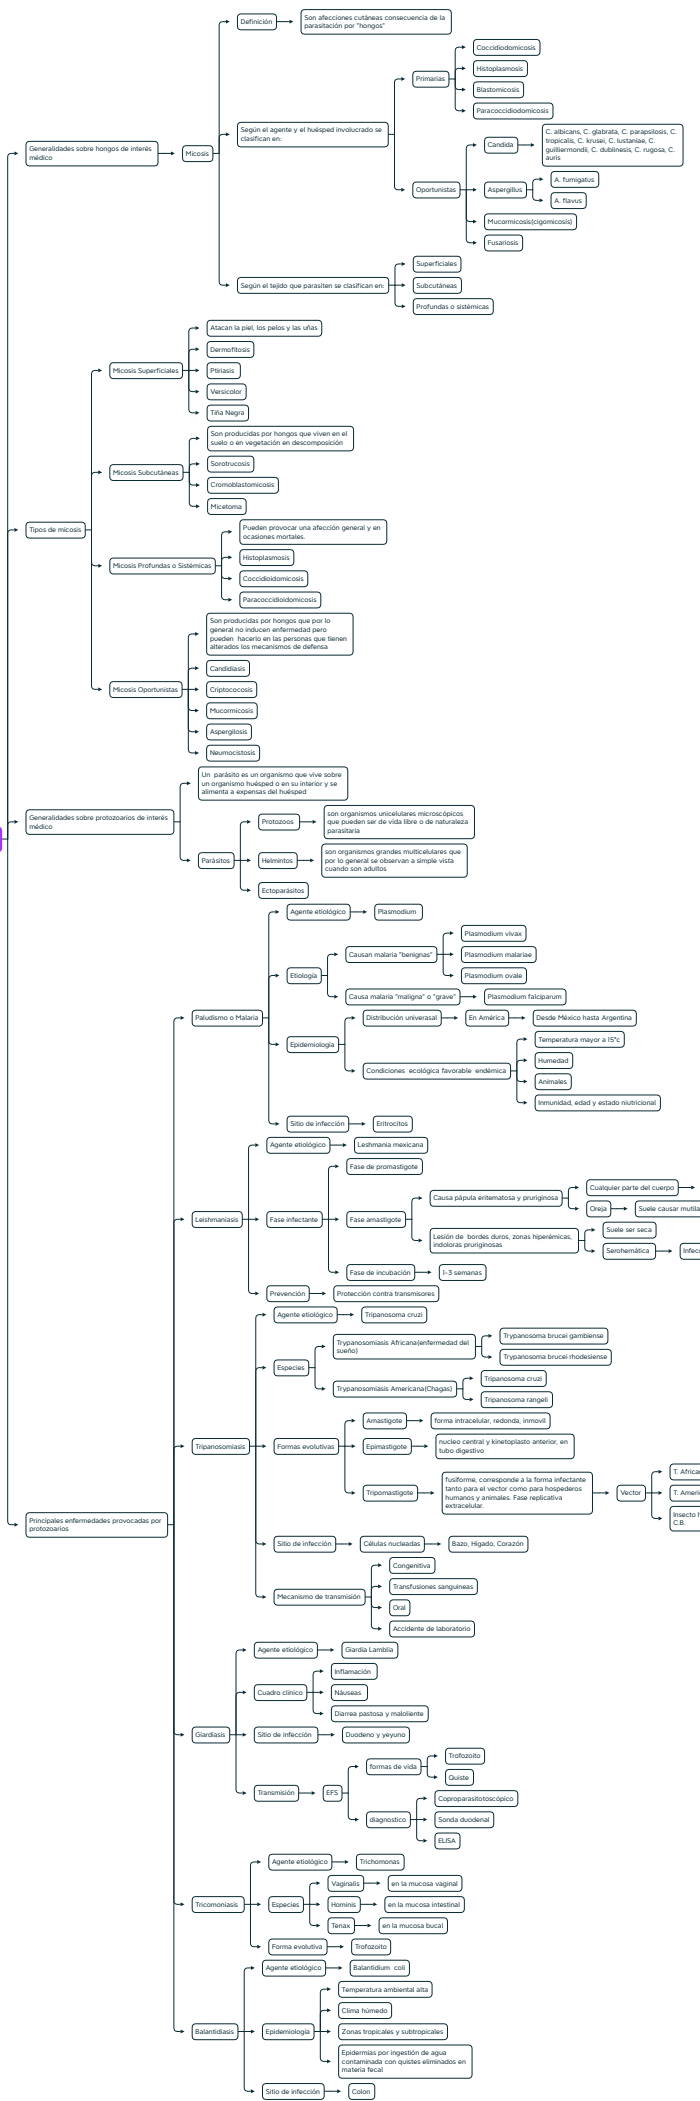 Definición
Son afecciones cutáneas consecuencia de la
parasitación por "hongos"
Coccidiodomicosis
Histoplasmosis
Primarias
Blastomicosis
Paracoccidiodomicosis
Según el agente y el huésped involucrado se
clasifican en:
C. albicans, C. glabrata, C. parapsilosis, C.
tropicalis, C. krusei, C. lustaniae, C.
guilliermondii, C. dublinesis, C. rugosa, C.
auris
Candida
Generalidades sobre hongos de interés
médico
Micosis
Oportunistas
Aspergillus
A. fumigatus
A. flavus
Mucormicosis(cigomicosis)
Fusariosis
Según el tejido que parasiten se clasifican en:
Superficiales
Subcutáneas
Profundas o sistémicas
Atacan la piel, los pelos y las uñas
Dermofitosis
Micosis Superficiales
Ptiriasis
Versicolor
Tiña Negra
Son producidas por hongos que viven en el
suelo o en vegetación en descomposición
Micosis Subcutáneas
Sorotrucosis
Cromoblastomicosis
Micetoma
Tipos de micosis
Pueden provocar una afección general y en
ocasiones mortales.
Micosis Profundas o Sistémicas
Histoplasmosis
Coccidioidomicosis
Paracoccidioidomicosis
Son producidas por hongos que por lo
general no inducen enfermedad pero
pueden hacerlo en las personas que tienen
alterados los mecanismos de defensa
Candidiasis
Micosis Oportunistas
Criptococosis
Mucormicosis
Aspergilosis
Neumocistosis
Un parásito es un organismo que vive sobre
un organismo huésped o en su interior y se
alimenta a expensas del huésped
Generalidades sobre protozoarios de interés
médico
Protozoos
son organismos unicelulares microscópicos
que pueden ser de vida libre o de naturaleza
parasitaria
Parásitos
Helmintos
son organismos grandes multicelulares que
por lo general se observan a simple vista
cuando son adultos
Ectoparásitos
Agente etiológico
Plasmodium
Plasmodium vivax
Causan malaria "benignas"
Plasmodium malariae
Etiología
Plasmodium ovale
Causa malaria "maligna" o "grave"
Plasmodium falciparum
Paludismo o Malaria
Distribución univerasal
En América
Desde México hasta Argentina
Epidemiología
Temperatura mayor a 15°c
Humedad
Condiciones ecológica favorable endémica
Animales
Inmunidad, edad y estado niutricional
Sitio de infección
Eritrocitos
Agente etiológico
Leshmania mexicana
Fase de promastigote
Cualquier parte del cuerpo
Causa pápula eritematosa y pruriginosa
Oreja
Suele causar mutila
Leishmaniasis
Fase infectante
Fase amastigote
Lesión de bordes duros, zonas hiperémicas,
indoloras pruriginosas
Suele ser seca
Serohemática
Infecc
Fase de incubación
1-3 semanas
Prevención
Protección contra transmisores
Agente etiológico
Tripanosoma cruzi
Trypanosomiasis Africana(enfermedad del
sueño)
Trypanosoma brucei gambiense
Trypanosoma brucei rhodesiense
Especies
Trypanosomiasis Americana(Chagas)
Tripanosoma cruzi
Tripanosoma rangeli
Amastigote
forma intracelular, redonda, inmovil
Tripanosomiasis
Formas evolutivas
Epimastigote
nucleo central y kinetoplasto anterior, en
tubo digestivo
Tripomastigote
fusiforme, corresponde a la forma infectante
tanto para el vector como para hospederos
humanos y animales. Fase replicativa
extracelular.
Vector
T. African
T. Ameri
Insecto h
C.B.
Principales enfermedades provocadas por
protozoarios
Sitio de infección
Células nucleadas
Bazo, Hígado, Corazón
Congenitiva
Transfusiones sanguineas
Mecanismo de transmisión
Oral
Accidente de laboratorio
Agente etiológico
Giardia Lamblia
Inflamación
Cuadro clínico
Náuseas
Diarrea pastosa y maloliente
Giardiasis
Sitio de infección
Duodeno y yeyuno
Trofozoito
formas de vida
Quiste
Transmisión
EFS
Coproparasitotoscópico
diagnostico
Sonda duodenal
ELISA
Agente etiológico
Trichomonas
Vaginalis
en la mucosa vaginal
Tricomoniasis
Especies
Hominis
en la mucosa intestinal
Tenax
en la mucosa bucal
Forma evolutiva
Trofozoito
Agente etiológico
Balantidium coli
Temperatura ambiental alta
Clima húmedo
Balantidiasis
Epidemiología
Zonas tropicales y subtropicales
Epidermias por ingestión de agua
contaminada con quistes eliminados en
materia fecal
Sitio de infección
Colon